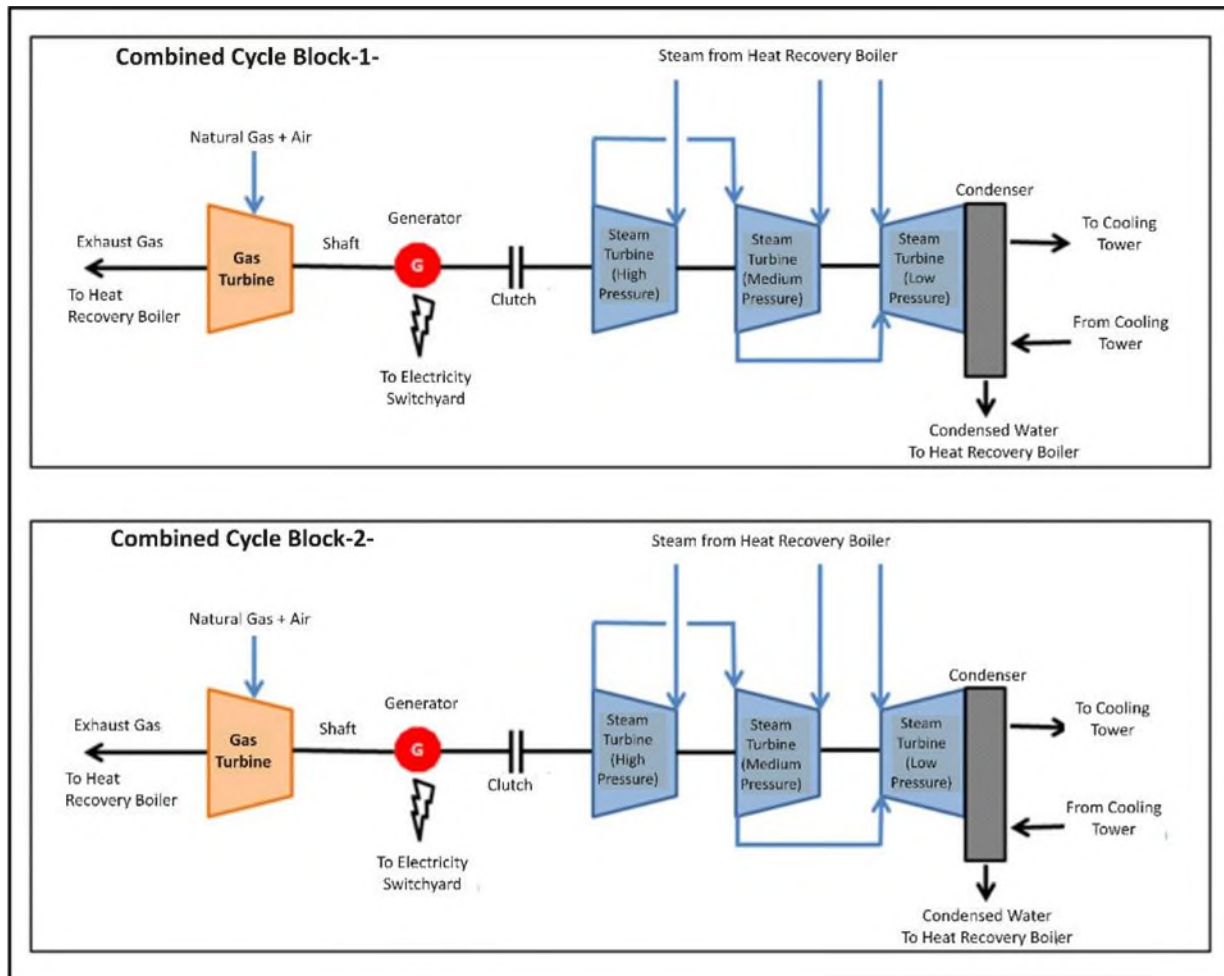 Combined Cycle Block-1-
Steam from Heat Recovery Boiler
Natural Gas + Air
Condenser
Generator
Exhaust Gas
Shaft
Gas
Turbine
G
Steam
Turbine
(High
Pressure)
Steam
Turbine
(Medium
Pressure)
Steam
Turbine
(Low
Pressure)
To Cooling
Tower
To Heat
Recovery Boiler
Clutch
From Cooling
Tower
To Electricity
Switchyard
Condensed Water
To Heat Recovery Boiler
Combined Cycle Block-2-
Steam from Heat Recovery Boiler
Natural Gas + Air
Condenser
Generator
Exhaust Gas
Shaft
Gas
Turbine
G
Steam
Turbine
(High
Pressure)
Steam
Turbine
(Medium
Pressure)
Steam
Turbine
(Low
Pressure)
To Cooling
Tower
To Heat
Recovery Boiler
Clutch
From Cooling
Tower
To Electricity
Switchyard
Condensed Water
To Heat Recovery Boiler